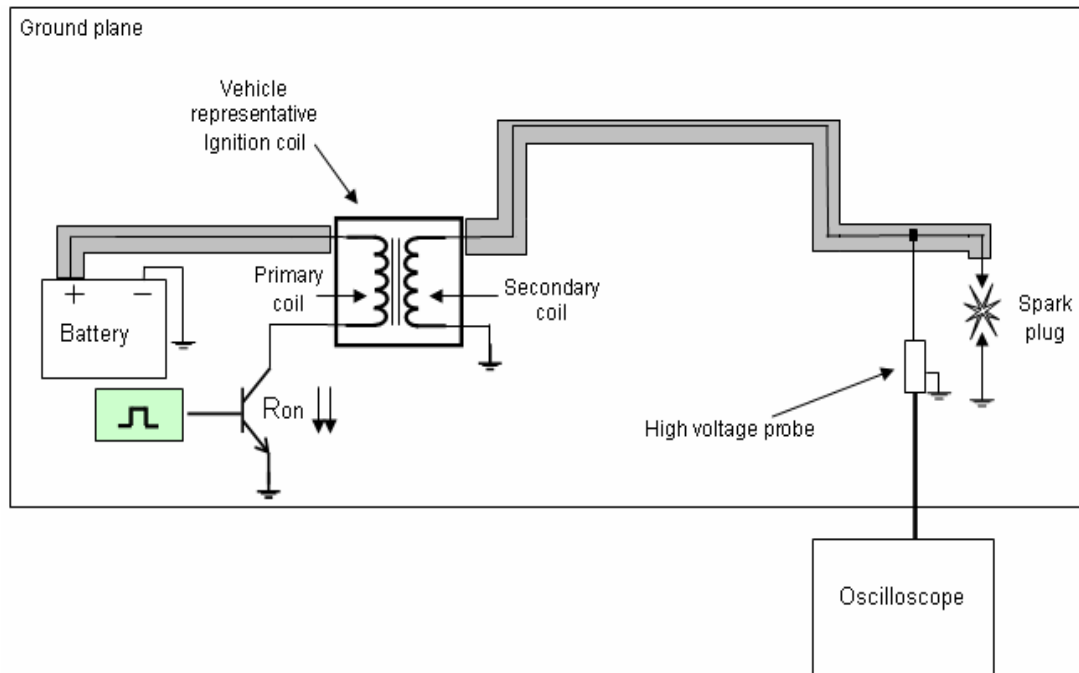 Ground plane
Vehicle
representative
Ignition coil
Primary
coil
Secondary
coil
+ −
Battery
Ron
Spark
plug
High voltage probe
Oscilloscope